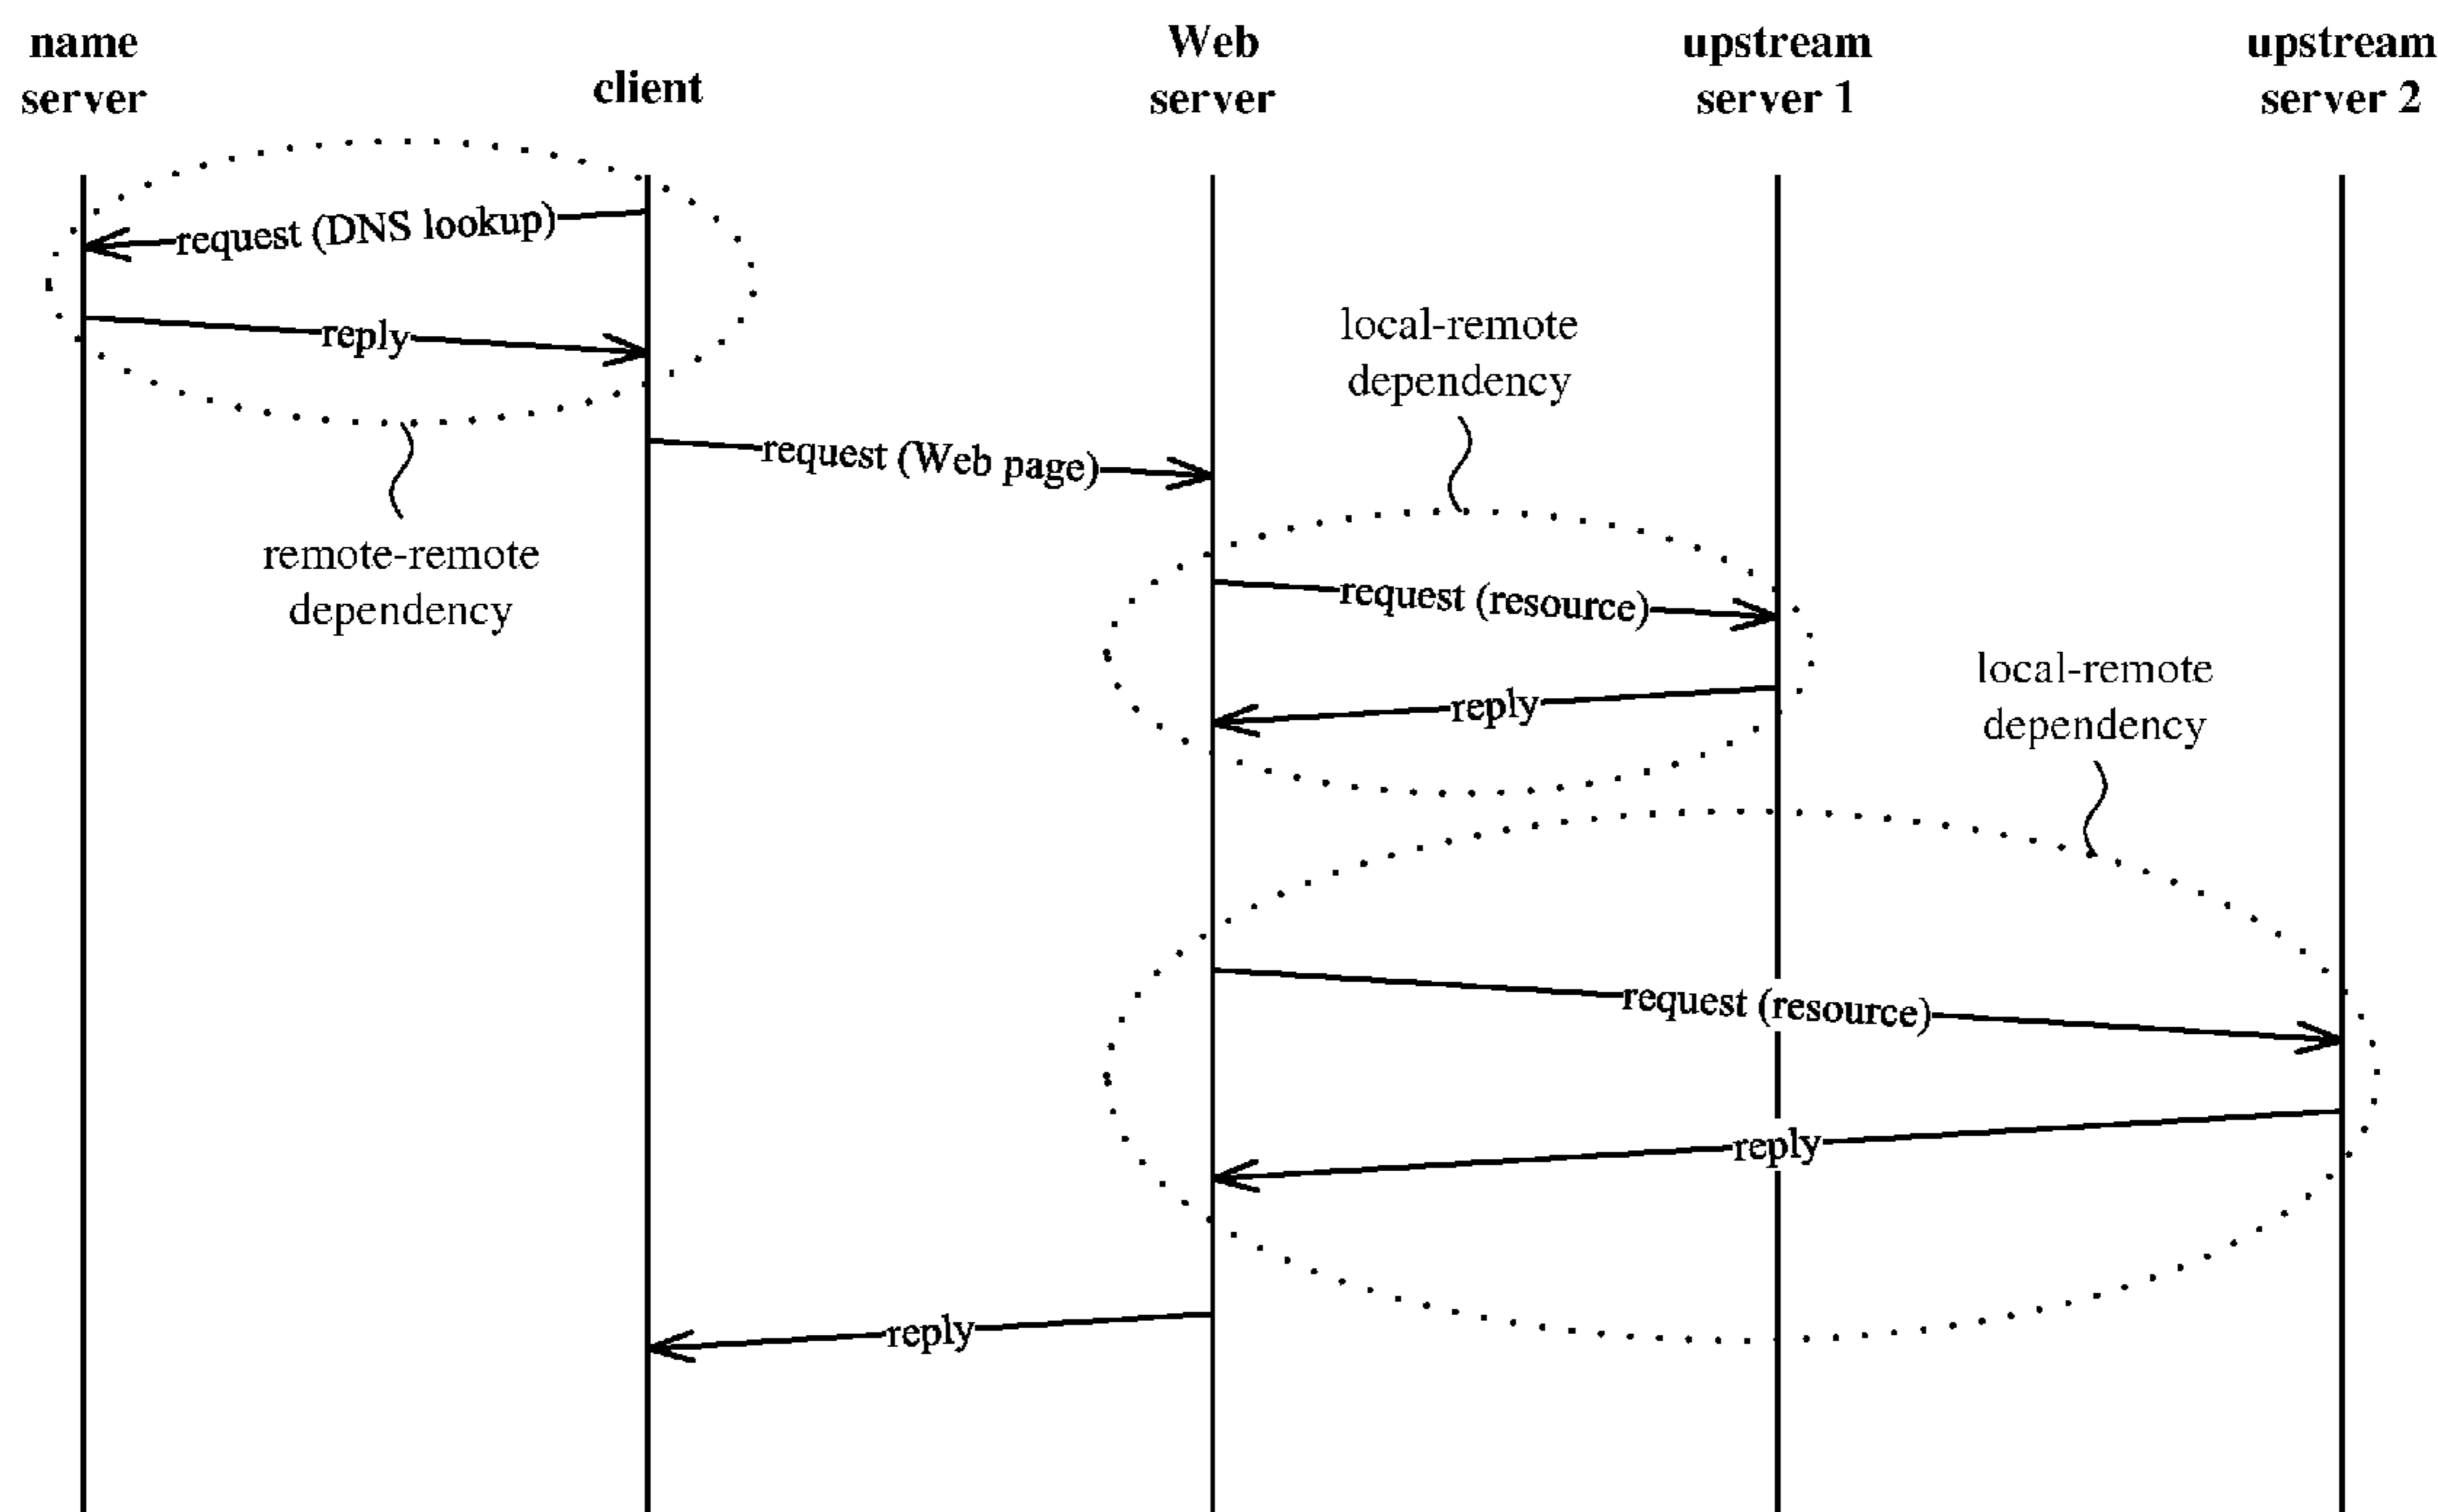 name
server
client
Web
server
upstream
server 1
upstream
server 2
request (DNS lookup)
reply
remote-remote
dependency
request (Web page)
local-remote
dependency
request (resource)
reply
local-remote
dependency
request (resource)
reply
reply